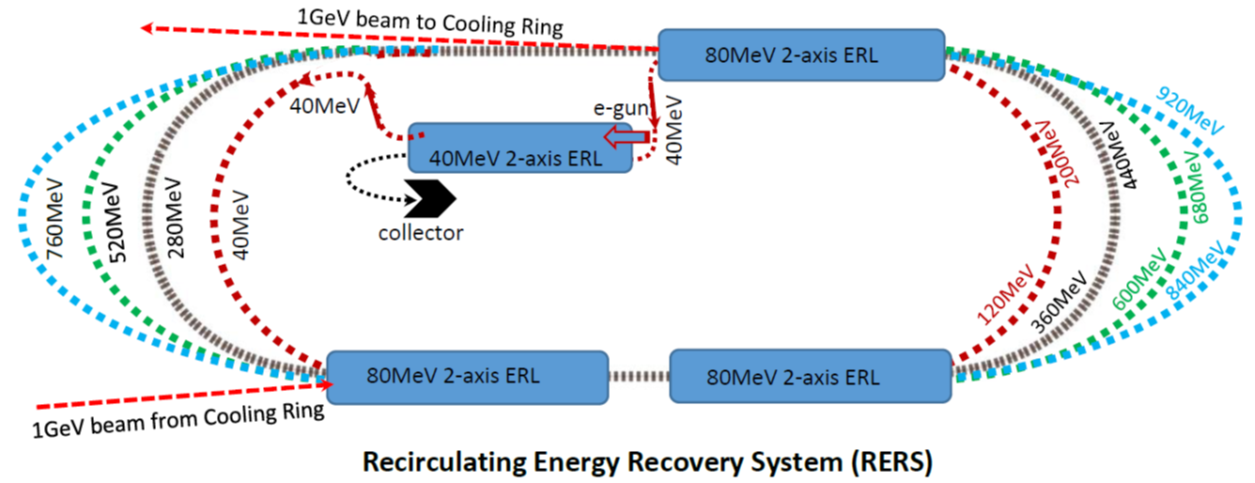 1GeV beam to Cooling Ring
80MeV 2-axis ERL
40MeV
e-gun
40MeV
40MeV 2-axis ERL
collector
760MeV
520MeV
280MeV
40MeV
200MeV
440MeV
680MeV
920MeV
120MeV
360MeV
600MeV
840MeV
80MeV 2-axis ERL
80MeV 2-axis ERL
1GeV beam from Cooling Ring
Recirculating Energy Recovery System (RERS)